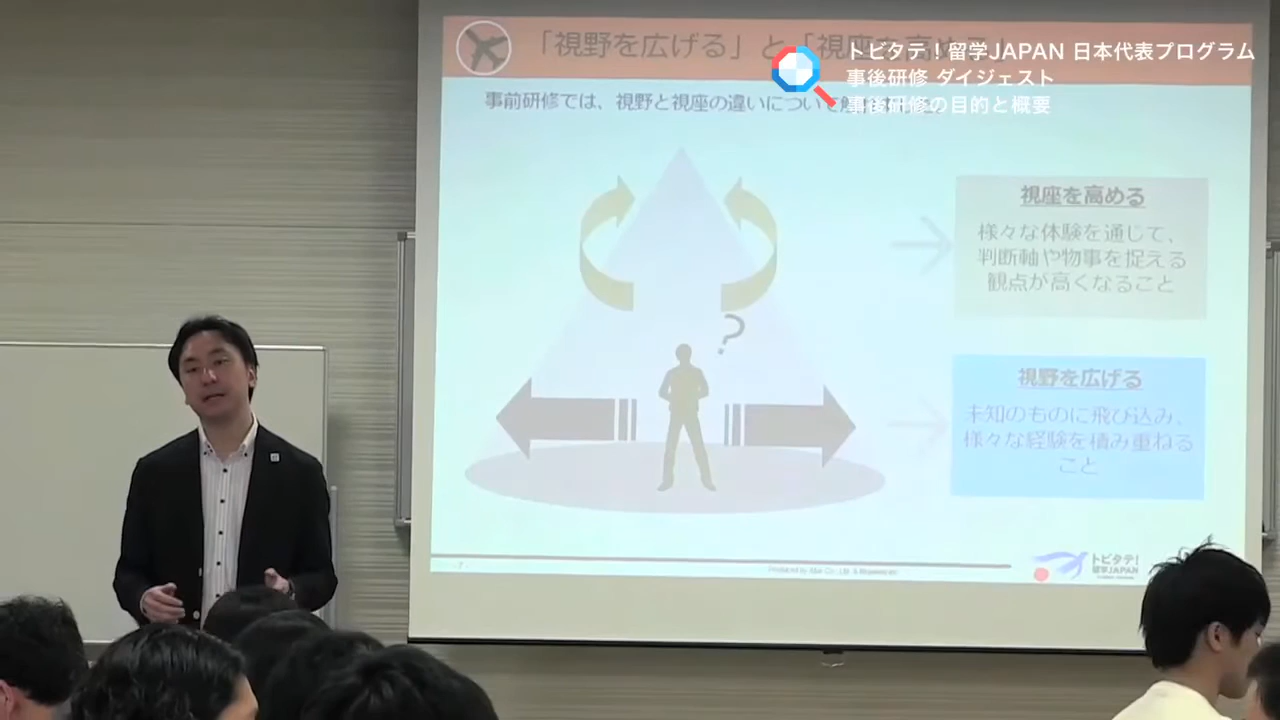 「視野を広げる」と「視座を高める」
トビタテ！留学JAPAN 日本代表プログラム
事後研修 ダイジェスト
事後研修の目的と概要
事前研修では、視野と視座の違いについて
視座を高める
様々な体験を通じて、
判断軸や物事を捉える
観点が高くなること
?
視野を広げる
未知のものに飛び込み、
様々な経験を積み重ねる
こと
トビタテ！
留学JAPAN
7